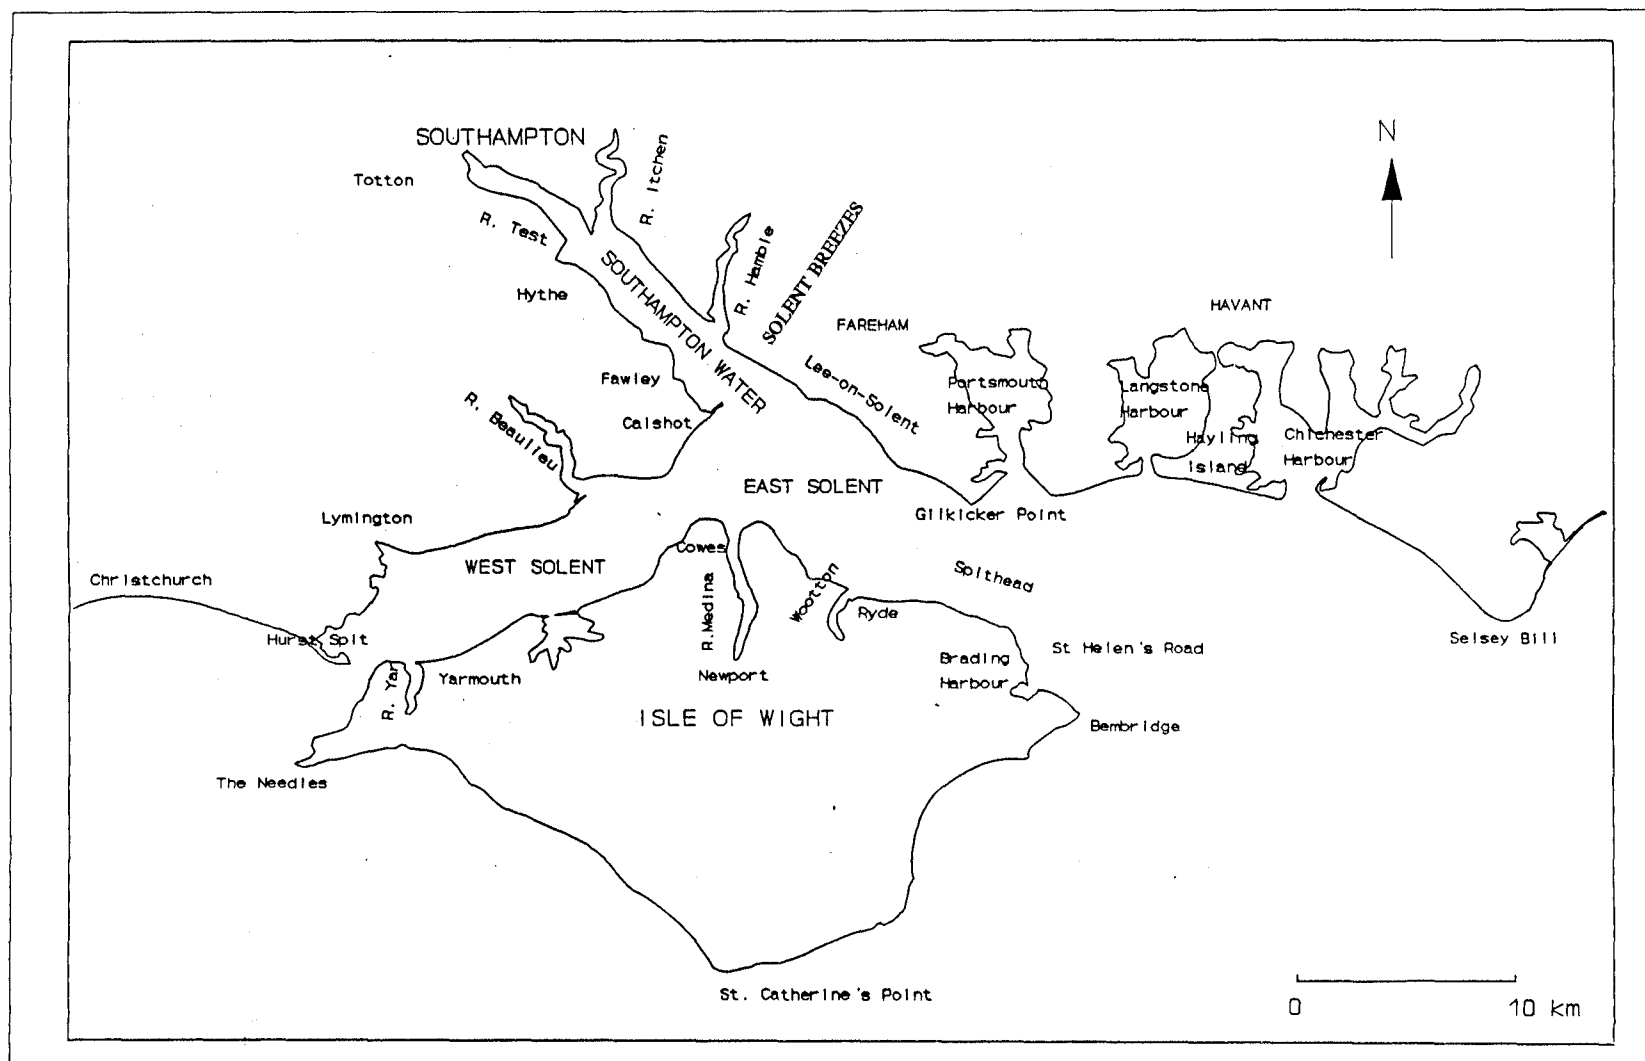 SOUTHAMPTON
Totton
R. Itchen
N
R. Test
SOUTHAMPTON WATER
R. Hamble
SOLENT BREEZES
Hythe
FAREHAM
HAVANT
Fawley
Lee-on-Solent
Portsmouth
Harbour
Langstone
Harbour
R. Beaulieu
Calshot
Hayling
Island
Chichester
Harbour
EAST SOLENT
Gilkicker Point
Lymington
Cowes
WEST SOLENT
Christchurch
Spithead
Wootton
R.Medina
Ryde
Hurst Spit
Selsey Bill
St Helen's Road
Brading
Harbour
R. Yar
Yarmouth
Newport
ISLE OF WIGHT
Bembridge
The Needles
St. Catherine's Point
0 10 km